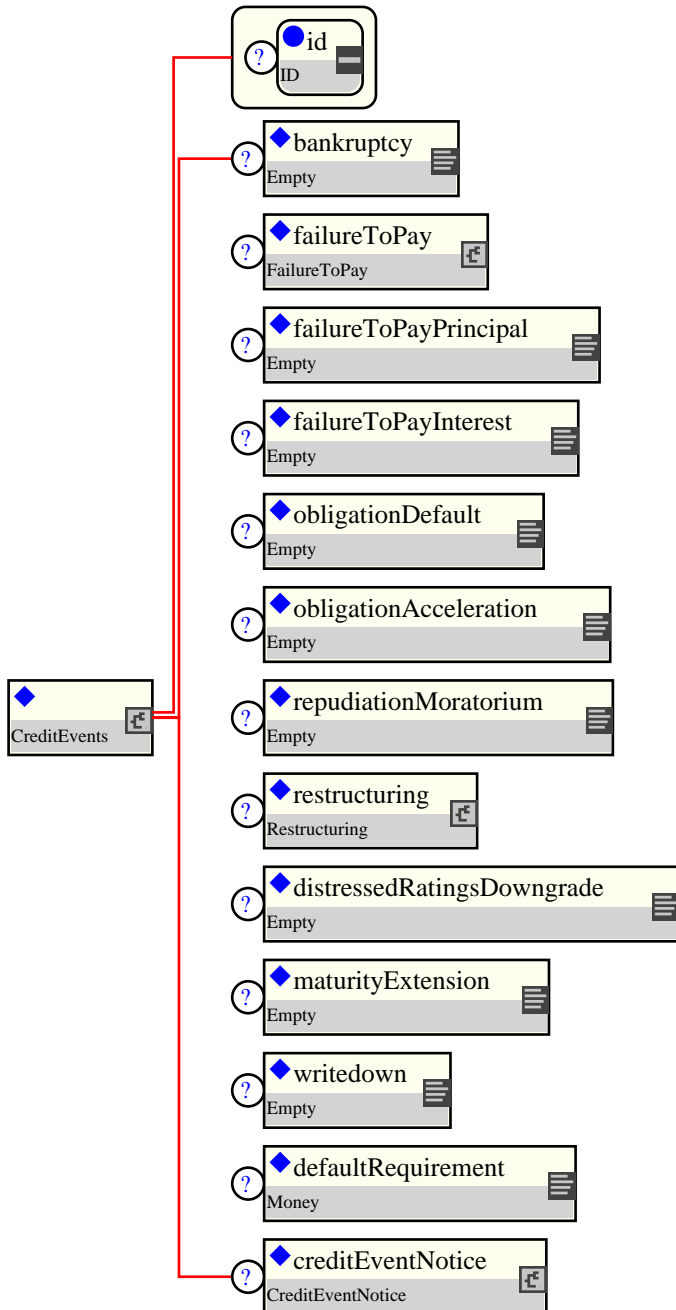 id
?
ID
bankruptcy
?
Empty
failureToPay
?
FailureToPay
failureToPayPrincipal
?
Empty
failureToPayInterest
?
Empty
obligationDefault
?
Empty
obligationAcceleration
?
Empty
CreditEvents
repudiationMoratorium
?
Empty
restructuring
?
Restructuring
distressedRatingsDowngrade
?
Empty
maturityExtension
?
Empty
writedown
?
Empty
defaultRequirement
?
Money
creditEventNotice
?
CreditEventNotice